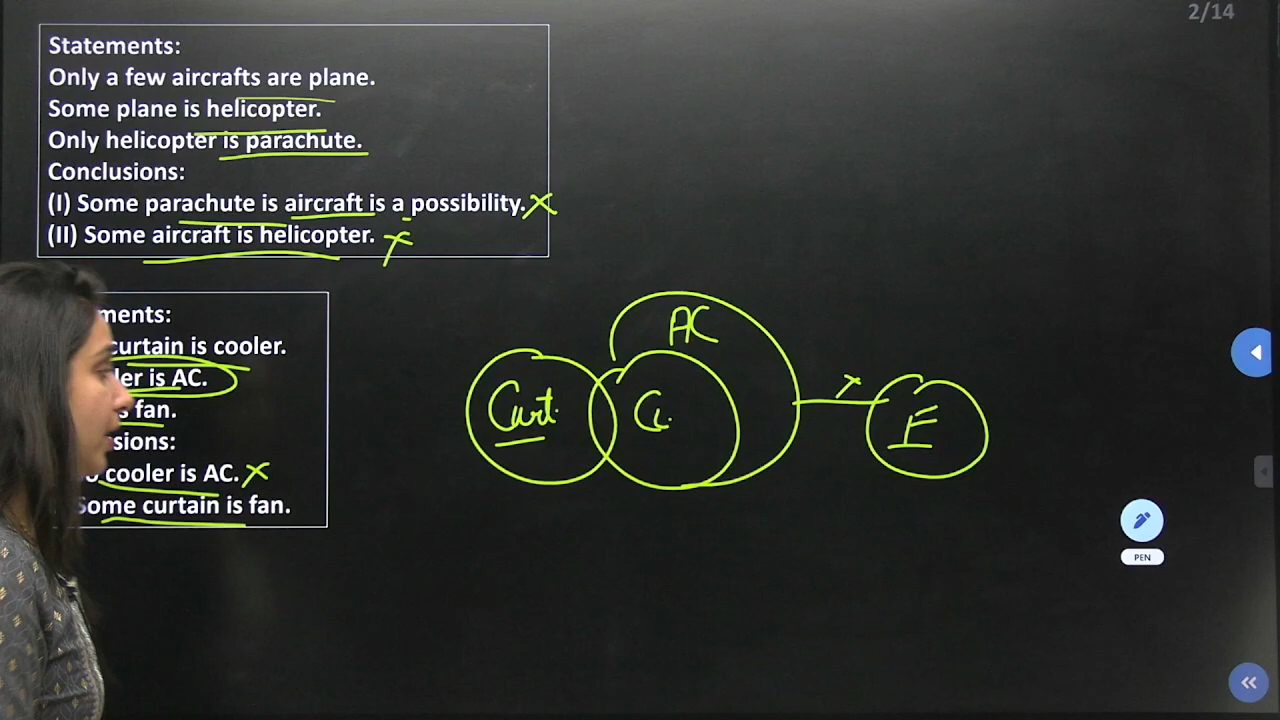 2/14
Statements:
Only a few aircrafts are plane.
Some plane is helicopter.
Only helicopter is parachute.
Conclusions:
(I) Some parachute is aircraft is a possibility.
(II) Some aircraft is helicopter.
ments:
curtain is cooler.
ler is AC.
fan.
sions:
cooler is AC.
Some curtain is fan.
AC
Curt.
F
PEN